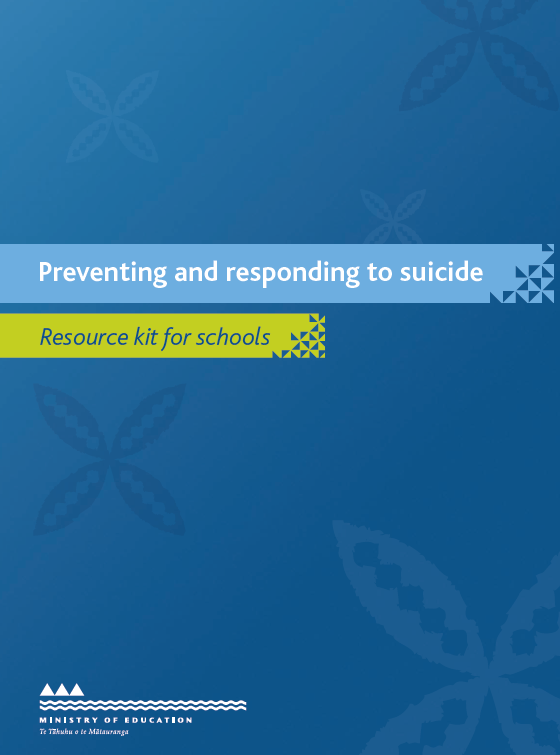 Preventing and responding to suicide
Resource kit for schools
MINISTRY OF EDUCATION
Te Tāhuhu o te Mātauranga